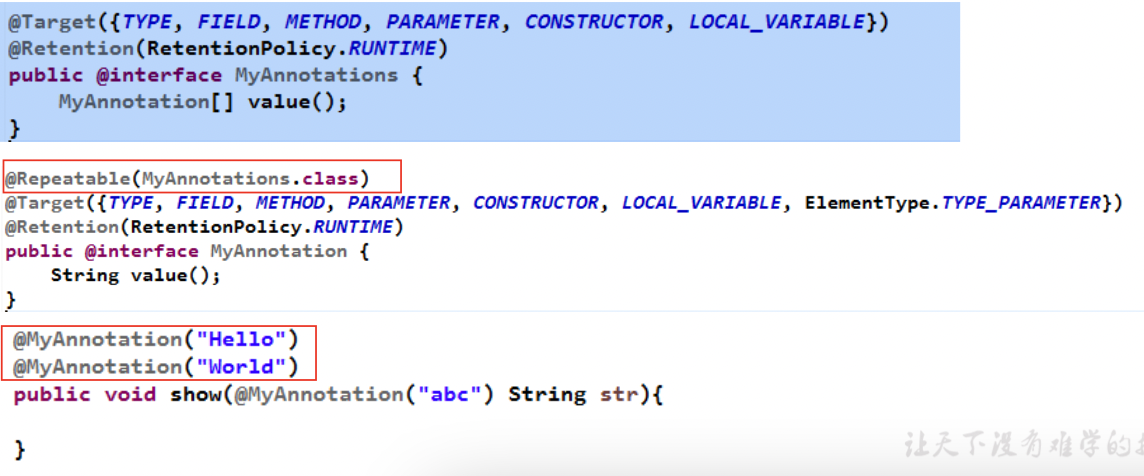 @Target({TYPE, FIELD, METHOD, PARAMETER, CONSTRUCTOR, LOCAL_VARIABLE})
@Retention(RetentionPolicy.RUNTIME)
public @interface MyAnnotations {
    MyAnnotation[] value();
}
@Repeatable(MyAnnotations.class)
@Target({TYPE, FIELD, METHOD, PARAMETER, CONSTRUCTOR, LOCAL_VARIABLE, ElementType.TYPE_PARAMETER})
@Retention(RetentionPolicy.RUNTIME)
public @interface MyAnnotation {
    String value();
}
@MyAnnotation("Hello")
@MyAnnotation("World")
public void show(@MyAnnotation("abc") String str){
}
让天下没有难学的